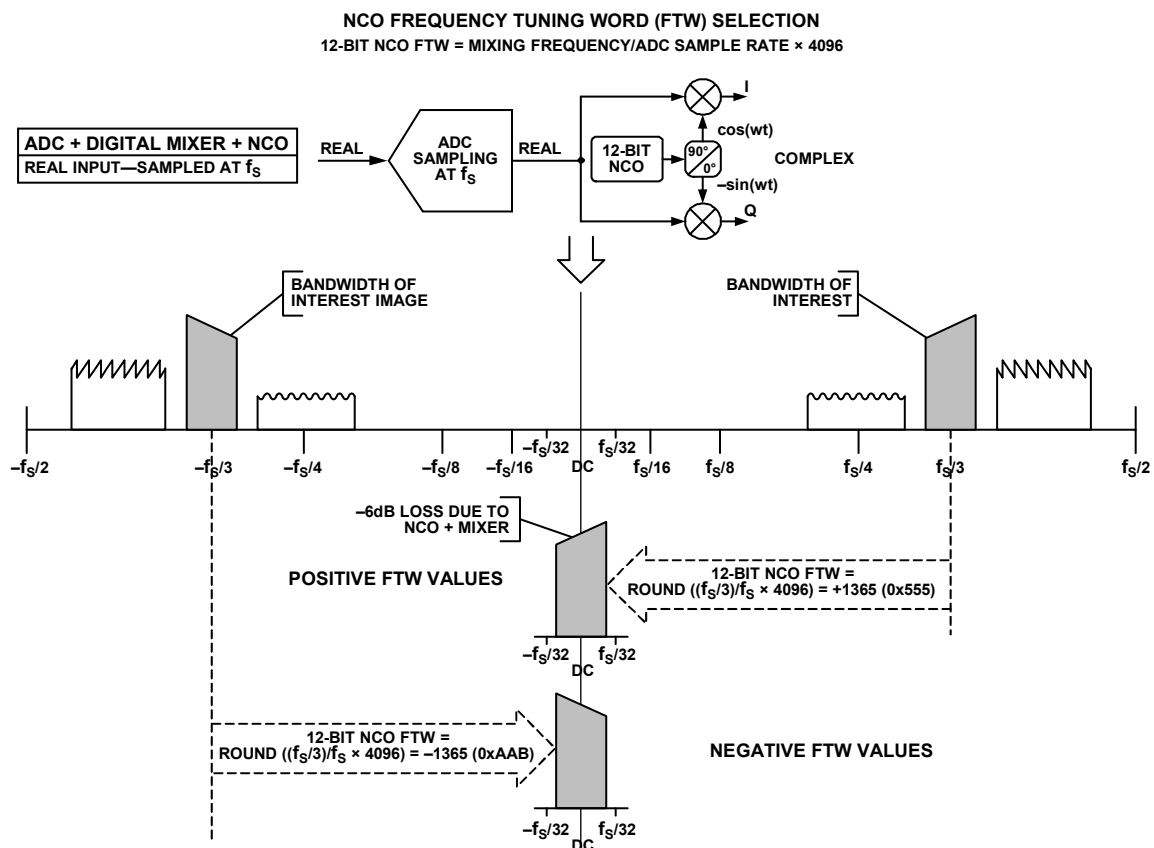 NCO FREQUENCY TUNING WORD (FTW) SELECTION
12-BIT NCO FTW = MIXING FREQUENCY/ADC SAMPLE RATE × 4096
ADC + DIGITAL MIXER + NCO
REAL INPUT—SAMPLED AT fS
REAL
ADC
SAMPLING
AT fS
REAL
12-BIT
NCO
90°
0°
I
cos(wt)
COMPLEX
–sin(wt)
Q
BANDWIDTH OF
INTEREST IMAGE
BANDWIDTH OF
INTEREST
–fS/2
–fS/3
–fS/4
–fS/8
–fS/16
–fS/32
DC
fS/32
fS/16
fS/8
fS/4
fS/3
fS/2
–6dB LOSS DUE TO
NCO + MIXER
POSITIVE FTW VALUES
12-BIT NCO FTW =
ROUND ((fS/3)/fS × 4096) = +1365 (0x555)
–fS/32
DC
fS/32
12-BIT NCO FTW =
ROUND ((fS/3)/fS × 4096) = –1365 (0xAAB)
NEGATIVE FTW VALUES
–fS/32
DC
fS/32